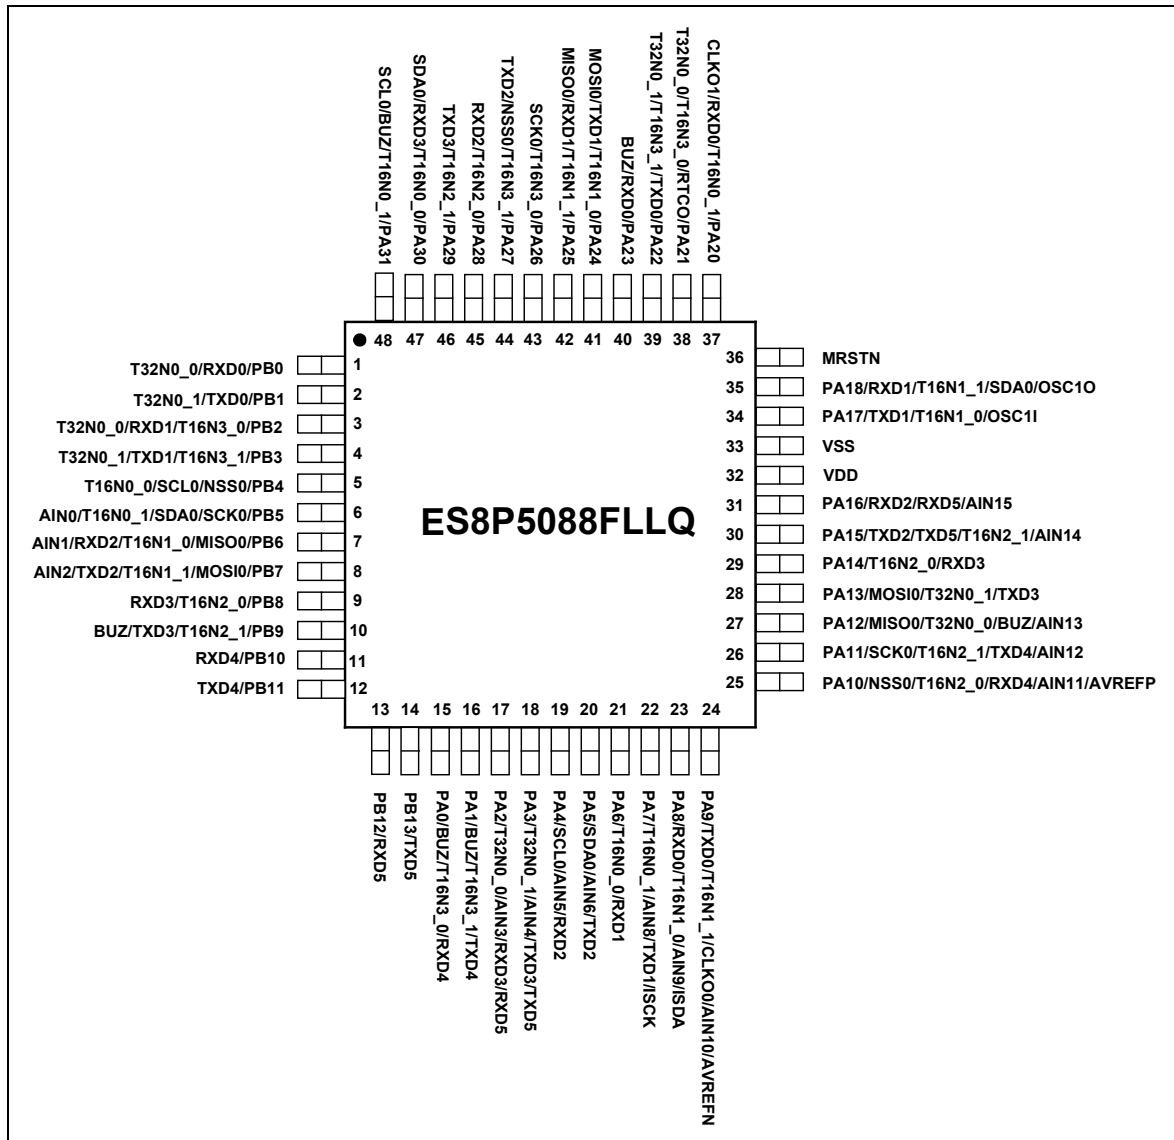 SCL0/BUZ/T16N0_1/PA31
SDA0/RXD3/T16N0_0/PA30
TXD3/T16N2_1/PA29
RXD2/T16N2_0/PA28
TXD2/NSS0/T16N3_1/PA27
SCK0/T16N3_0/PA26
MISO0/RXD1/T16N1_1/PA25
MOSI0/TXD1/T16N1_0/PA24
BUZ/RXD0/PA23
T32N0_1/T16N3_1/TXD0/PA22
T32N0_0/T16N3_0/RTCO/PA21
CLKO1/RXD0/T16N0_1/PA20
48 47 46 45 44 43 42 41 40 39 38 37
T32N0_0/RXD0/PB0 1
T32N0_1/TXD0/PB1 2
T32N0_0/RXD1/T16N3_0/PB2 3
T32N0_1/TXD1/T16N3_1/PB3 4
T16N0_0/SCL0/NSS0/PB4 5
AIN0/T16N0_1/SDA0/SCK0/PB5 6
AIN1/RXD2/T16N1_0/MISO0/PB6 7
AIN2/TXD2/T16N1_1/MOSI0/PB7 8
RXD3/T16N2_0/PB8 9
BUZ/TXD3/T16N2_1/PB9 10
RXD4/PB10 11
TXD4/PB11 12
ES8P5088FLLQ
36 MRSTN
35 PA18/RXD1/T16N1_1/SDA0/OSC1O
34 PA17/TXD1/T16N1_0/OSC1I
33 VSS
32 VDD
31 PA16/RXD2/RXD5/AIN15
30 PA15/TXD2/TXD5/T16N2_1/AIN14
29 PA14/T16N2_0/RXD3
28 PA13/MOSI0/T32N0_1/TXD3
27 PA12/MISO0/T32N0_0/BUZ/AIN13
26 PA11/SCK0/T16N2_1/TXD4/AIN12
25 PA10/NSS0/T16N2_0/RXD4/AIN11/AVREFP
13 14 15 16 17 18 19 20 21 22 23 24
PB12/RXD5
PB13/TXD5
PA0/BUZ/T16N3_0/RXD4
PA1/BUZ/T16N3_1/TXD4
PA2/T32N0_0/AIN3/RXD3/RXD5
PA3/T32N0_1/AIN4/TXD3/TXD5
PA4/SCL0/AIN5/RXD2
PA5/SDA0/AIN6/TXD2
PA6/T16N0_0/RXD1
PA7/T16N0_1/AIN8/TXD1/ISCK
PA8/RXD0/T16N1_0/AIN9/ISDA
PA9/TXD0/T16N1_1/CLKO0/AIN10/AVREFN